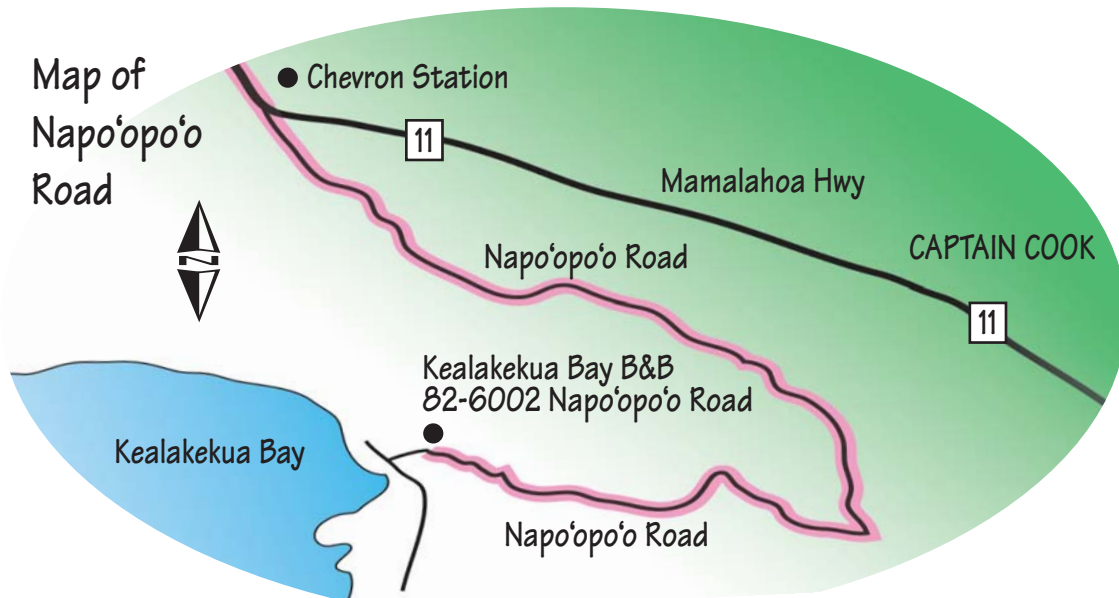 Map of
Napo‘opo‘o
Road
Chevron Station
11
Mamalahoa Hwy
CAPTAIN COOK
Napo‘opo‘o Road
11
N
Kealakekua Bay B&B
82-6002 Napo‘opo‘o Road
Kealakekua Bay
Napo‘opo‘o Road